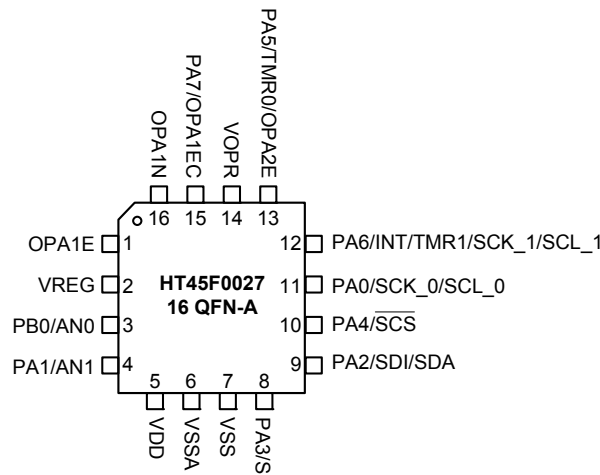 PA5/TMR0/OPA2E
PA7/OPA1EC
VOPR
OPA1N
16 15 14 13
OPA1E 1
12 PA6/INT/TMR1/SCK_1/SCL_1
VREG 2
HT45F0027
11 PA0/SCK_0/SCL_0
16 QFN-A
PB0/AN0 3
10 PA4/SCS
PA1/AN1 4
9 PA2/SDI/SDA
5 6 7 8
VDD
VSSA
VSS
PA3/S